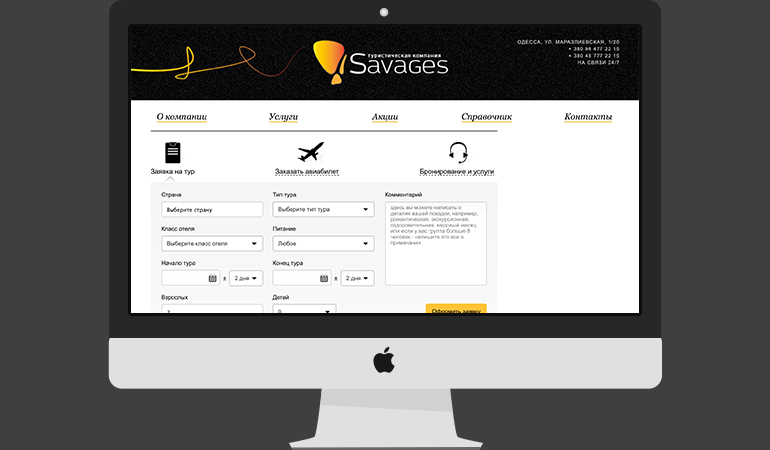 туристическая компания
Savages
ОДЕССА, УЛ. МАРАЗЛИЕВСКАЯ, 1/20
+ 380 98 477 22 15
+ 380 48 777 22 15
НА СВЯЗИ 24/7
О компании
Услуги
Акции
Справочник
Контакты
Заявка на тур
Заказать авиабилет
Бронирование и услуги
Страна
Тип тура
Комментарий
Выберите страну
Выберите тип тура
здесь вы можете написать о
деталях вашей поездки, например,
романтическая, экскурсионная,
оздоровительная, медовый месяц,
или если у вас группа больше 8
человек - напишите это все в
примечании
Класс отеля
Питание
Выберите класс отеля
Любое
Начало тура
Конец тура
± 2 дня
± 2 дня
Взрослых
Детей
0
Оформить заявку